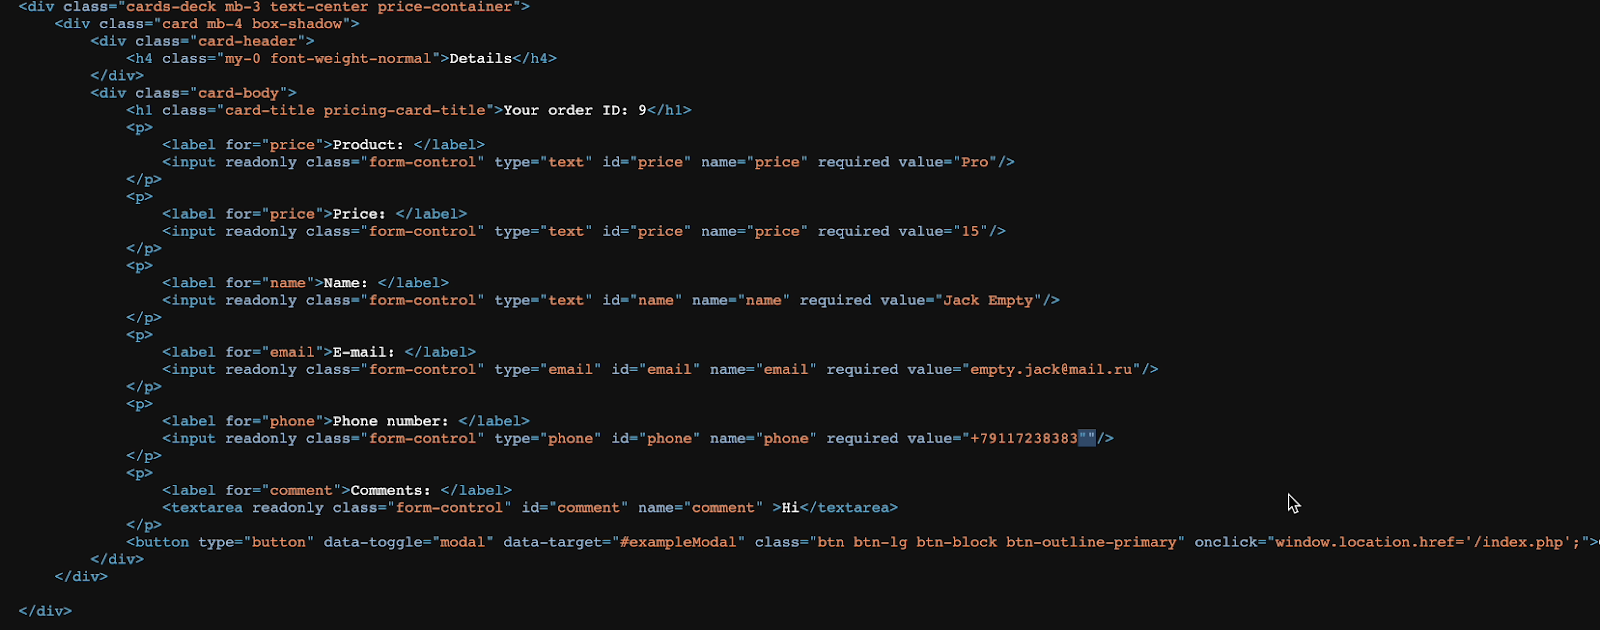 <div class="cards-deck mb-3 text-center price-container">
<div class="card mb-4 box-shadow">
<div class="card-header">
<h4 class="my-0 font-weight-normal">Details</h4>
</div>
<div class="card-body">
<h1 class="card-title pricing-card-title">Your order ID: 9</h1>
<p>
<label for="price">Product: </label>
<input readonly class="form-control" type="text" id="price" name="price" required value="Pro"/>
</p>
<p>
<label for="price">Price: </label>
<input readonly class="form-control" type="text" id="price" name="price" required value="15"/>
</p>
<p>
<label for="name">Name: </label>
<input readonly class="form-control" type="text" id="name" name="name" required value="Jack Empty"/>
</p>
<p>
<label for="email">E-mail: </label>
<input readonly class="form-control" type="email" id="email" name="email" required value="empty.jack@mail.ru"/>
</p>
<p>
<label for="phone">Phone number: </label>
<input readonly class="form-control" type="phone" id="phone" name="phone" required value="+79117238383""/>
</p>
<p>
<label for="comment">Comments: </label>
<textarea readonly class="form-control" id="comment" name="comment" >Hi</textarea>
</p>
<button type="button" data-toggle="modal" data-target="#exampleModal" class="btn btn-lg btn-block btn-outline-primary" onclick="window.location.href='/index.php';">
</div>
</div>
</div>